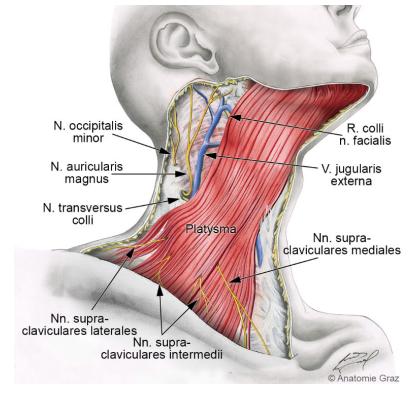 N. occipitalis
minor
N. auricularis
magnus
N. transversus
colli
R. colli
n. facialis
V. jugularis
externa
Platysma
Nn. supra-
claviculares mediales
Nn. supra-
claviculares laterales
Nn. supra-
claviculares intermedii
© Anatomie Graz